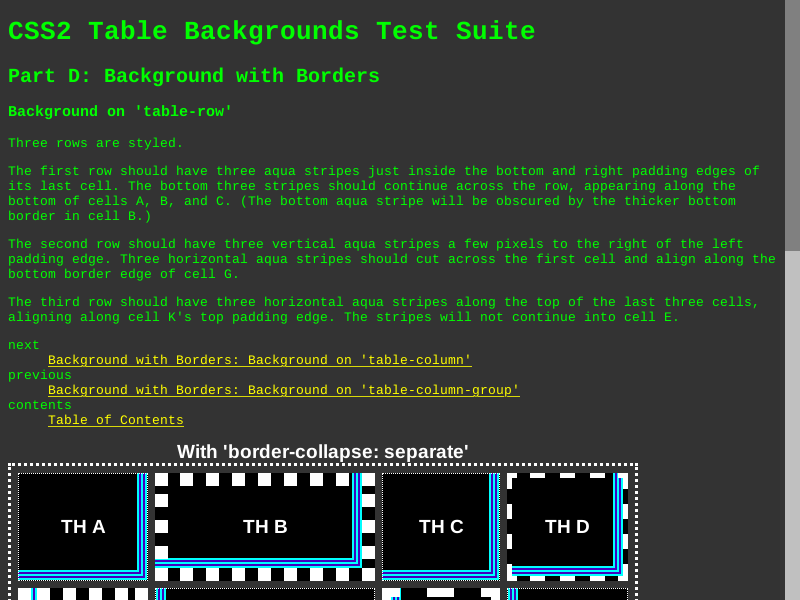 CSS2 Table Backgrounds Test Suite
Part D: Background with Borders
Background on 'table-row'
Three rows are styled.
The first row should have three aqua stripes just inside the bottom and right padding edges of
its last cell. The bottom three stripes should continue across the row, appearing along the
bottom of cells A, B, and C. (The bottom aqua stripe will be obscured by the thicker bottom
border in cell B.)
The second row should have three vertical aqua stripes a few pixels to the right of the left
padding edge. Three horizontal aqua stripes should cut across the first cell and align along the
bottom border edge of cell G.
The third row should have three horizontal aqua stripes along the top of the last three cells,
aligning along cell K's top padding edge. The stripes will not continue into cell E.
next
Background with Borders: Background on 'table-column'
previous
Background with Borders: Background on 'table-column-group'
contents
Table of Contents
With 'border-collapse: separate'
TH A TH B TH C TH D